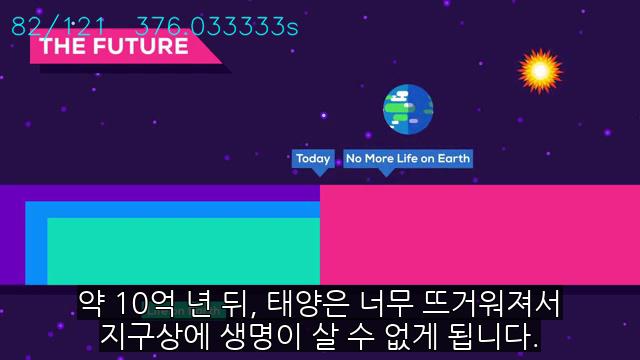 82/121 376.033333s
THE FUTURE
Today
No More Life on Earth
약 10억 년 뒤, 태양은 너무 뜨거워져서
지구상에 생명이 살 수 없게 됩니다.